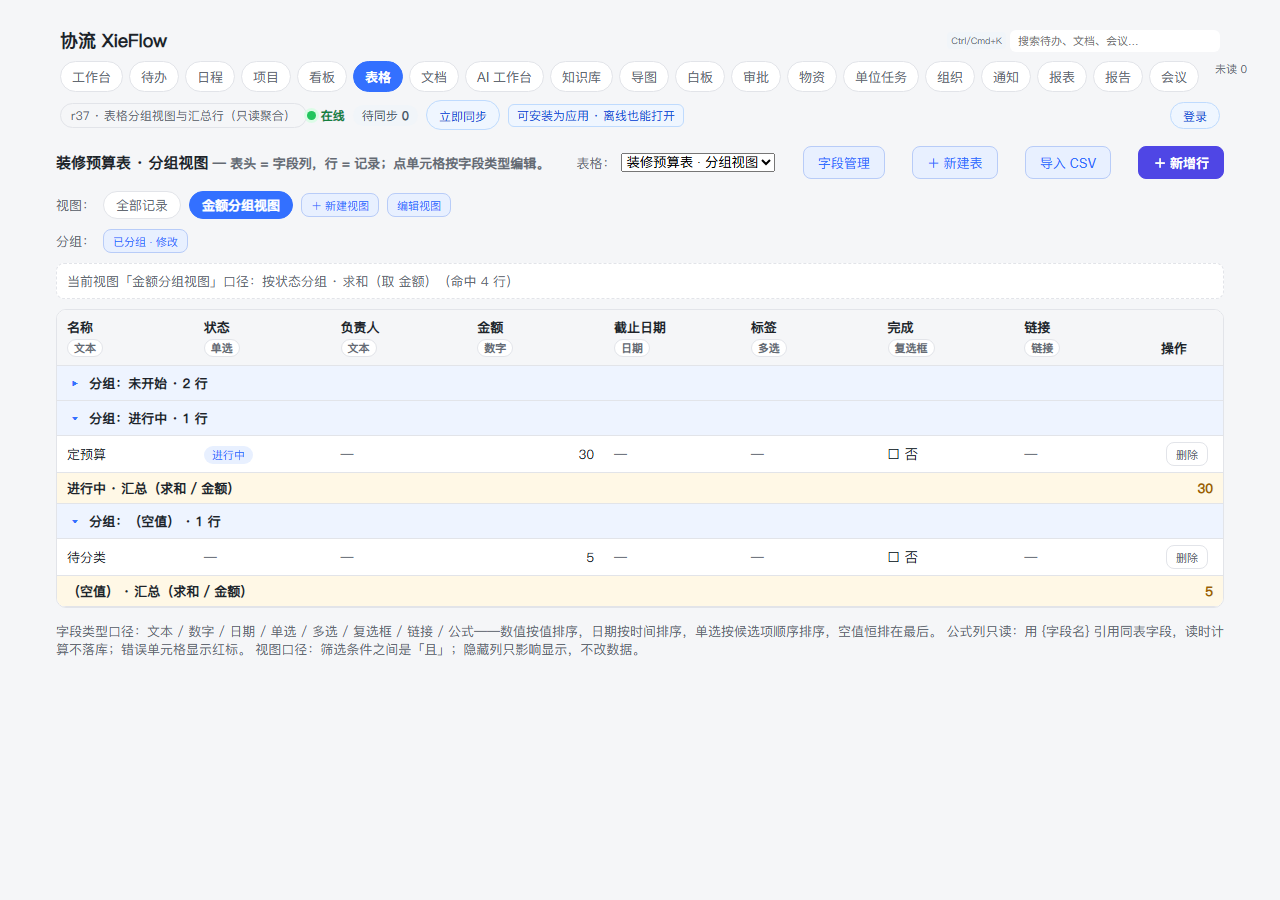 协流 XieFlow
Ctrl/Cmd+K 搜索待办、文档、会议…
工作台 待办 日程 项目 看板 表格 文档 AI 工作台 知识库 导图 白板 审批 物资 单位任务 组织 通知 报表 报告 会议 未读 0
r37 · 表格分组视图与汇总行（只读聚合） 在线 待同步 0 立即同步 可安装为应用 · 离线也能打开 登录
装修预算表 · 分组视图 — 表头 = 字段列，行 = 记录；点单元格按字段类型编辑。 表格： 装修预算表 · 分组视图 字段管理 ＋ 新建表 导入 CSV ＋ 新增行
视图： 全部记录 金额分组视图 ＋ 新建视图 编辑视图
分组： 已分组 · 修改
当前视图「金额分组视图」口径：按状态分组 · 求和（取 金额）（命中 4 行）
名称 状态 负责人 金额 截止日期 标签 完成 链接
文本 单选 文本 数字 日期 多选 复选框 链接 操作
▸ 分组：未开始 · 2 行
▾ 分组：进行中 · 1 行
定预算 进行中 — 30 — — ☐ 否 — 删除
进行中 · 汇总（求和 / 金额） 30
▾ 分组：（空值） · 1 行
待分类 — — 5 — — ☐ 否 — 删除
（空值） · 汇总（求和 / 金额） 5
字段类型口径：文本 / 数字 / 日期 / 单选 / 多选 / 复选框 / 链接 / 公式——数值按值排序，日期按时间排序，单选按候选项顺序排序，空值恒排在最后。 公式列只读：用 {字段名} 引用同表字段，读时计
算不落库；错误单元格显示红标。 视图口径：筛选条件之间是「且」；隐藏列只影响显示，不改数据。